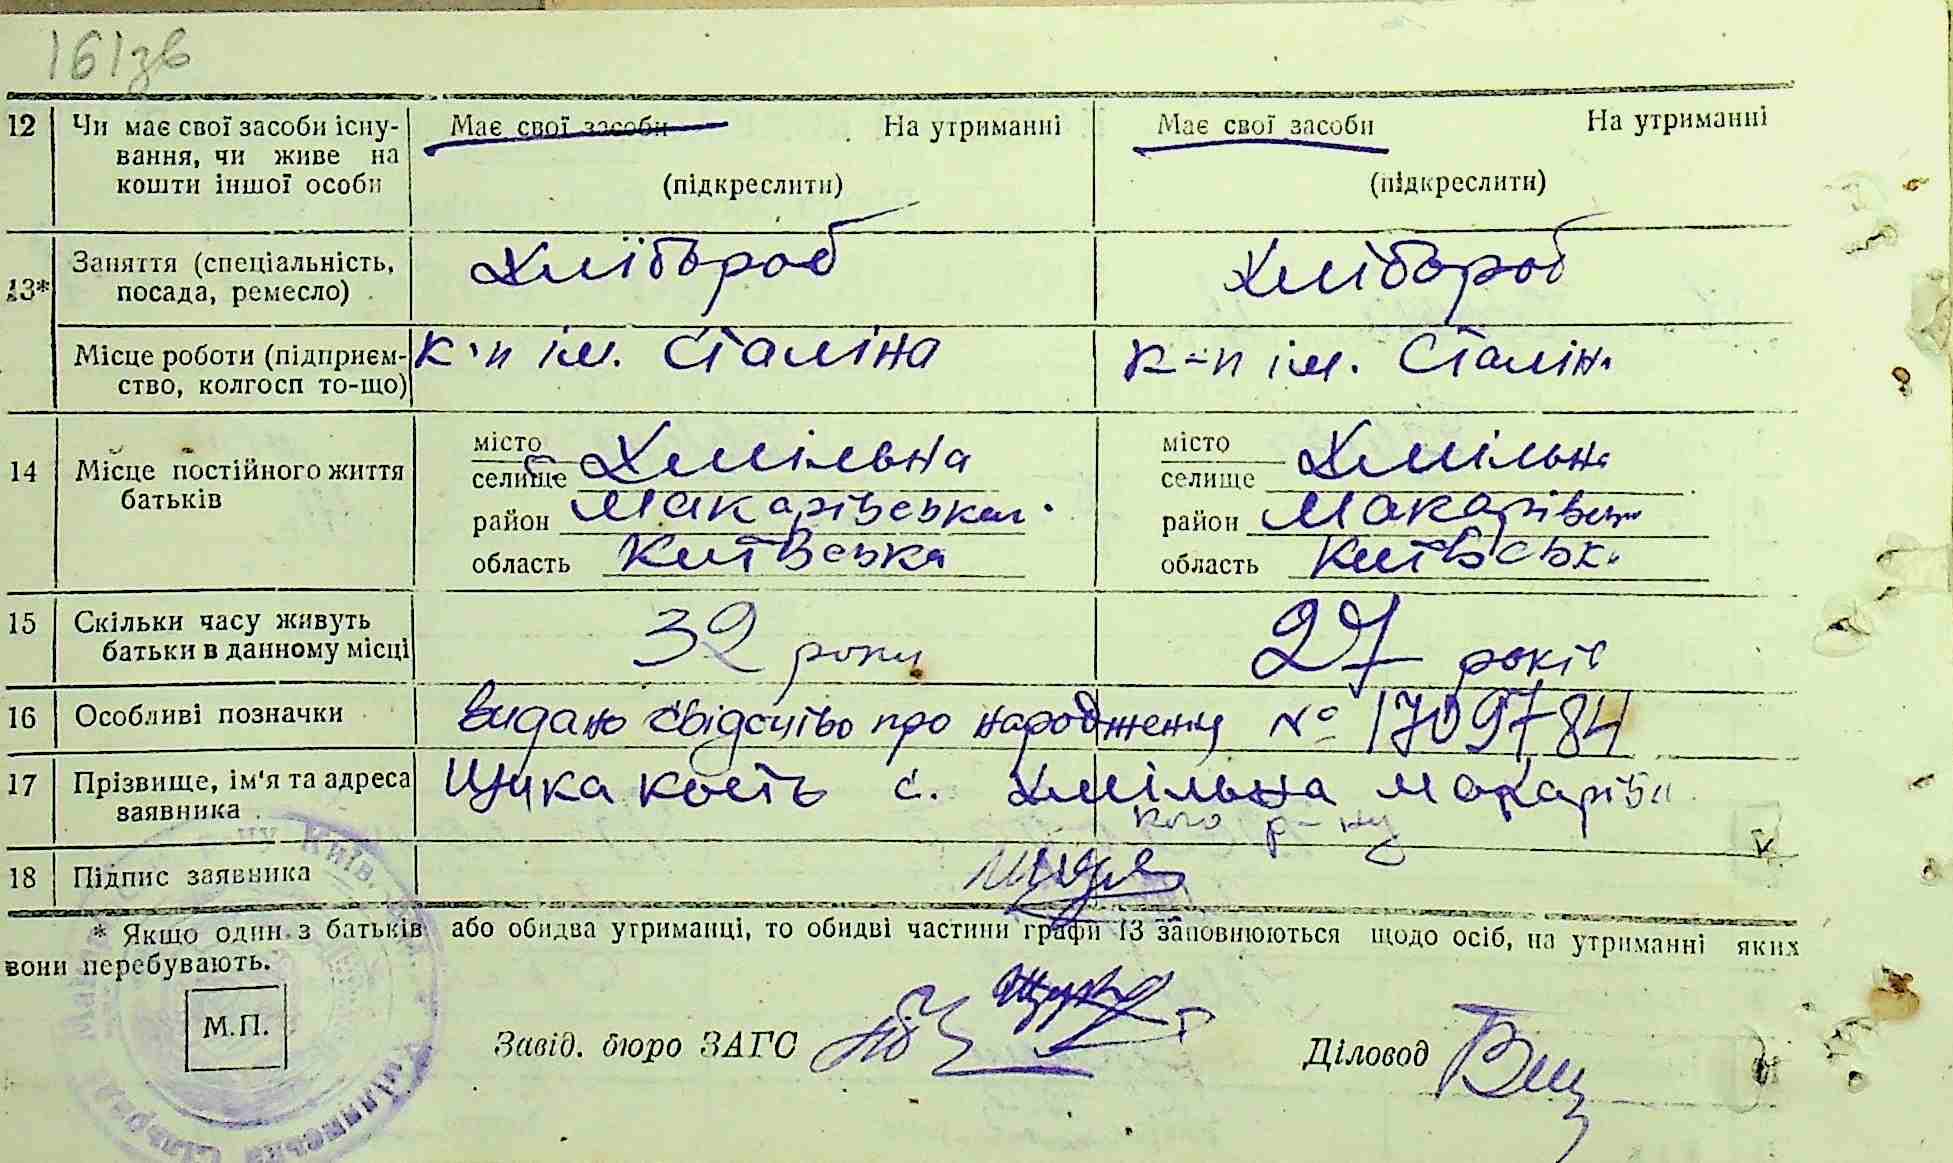 161зв
12 Чи має свої засоби існу- Має свої засоби На утриманні Має свої засоби На утриманні
вання, чи живе на
кошти іншої особи (підкреслити) (підкреслити)
13* Заняття (спеціальність, Хлібороб Хлібороб
посада, ремесло)
Місце роботи (підприєм- К-п ім. Сталіна к-п ім. Сталін.
ство, колгосп то-що)
14 Місце постійного життя місто Хмільна місто Хмільна
батьків селище селище
район Макарівськ район Макарівськ
область Київська область Київськ.
15 Скільки часу живуть 32 роки 27 років
батьки в данному місці
16 Особливі позначки видано свідоцтво про народження № 1709784
17 Прізвище, ім'я та адреса с. Хмільна Макарівс
заявника кого р-ну
18 Підпис заявника
* Якщо один з батьків або обидва утриманці, то обидві частини графи 13 заповнюються щодо осіб, на утриманні яких
вони перебувають.
М.П.
Завід. бюро ЗАГС Діловод